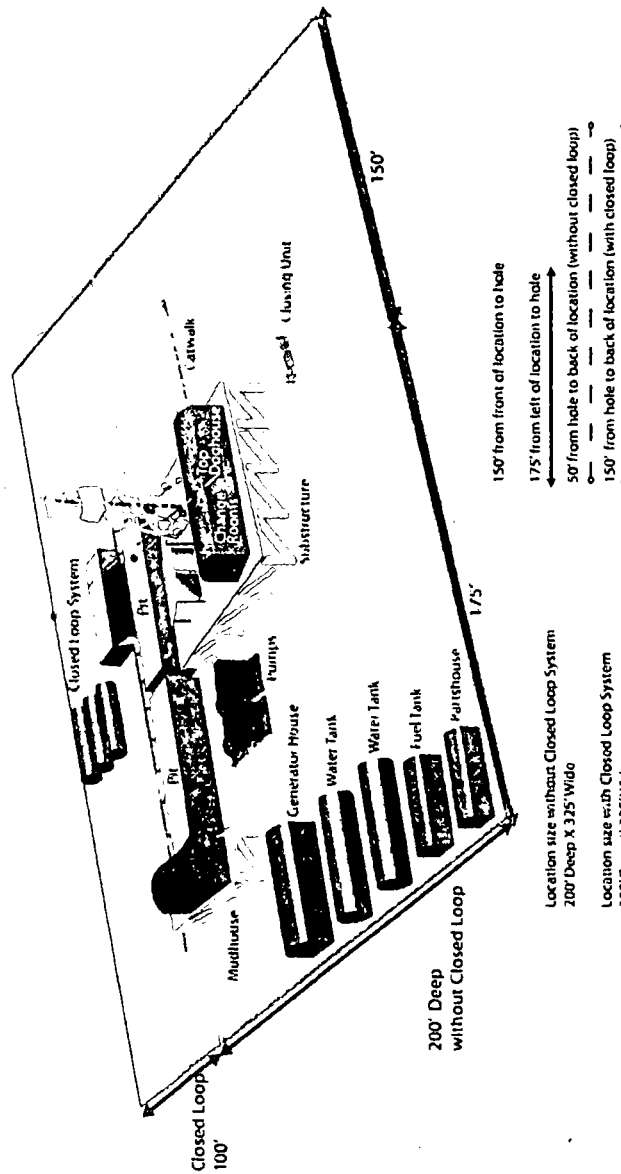 Closed Loop
100'
200' Deep
without Closed Loop
Closed Loop System
Pit
Pit
Mudhouse
Generator House
Water Tank
Water Tank
Fuel Tank
Partshouse
Pumps
Top
Doghouse
Change
Rooms
Catwalk
Substructure
Closing Unit
175'
150'
Location size without Closed Loop System
200' Deep X 325' Wide
Location size with Closed Loop System
150' from front of location to hole
175' from left of location to hole
50' from hole to back of location (without closed loop)
150' from hole to back of location (with closed loop)